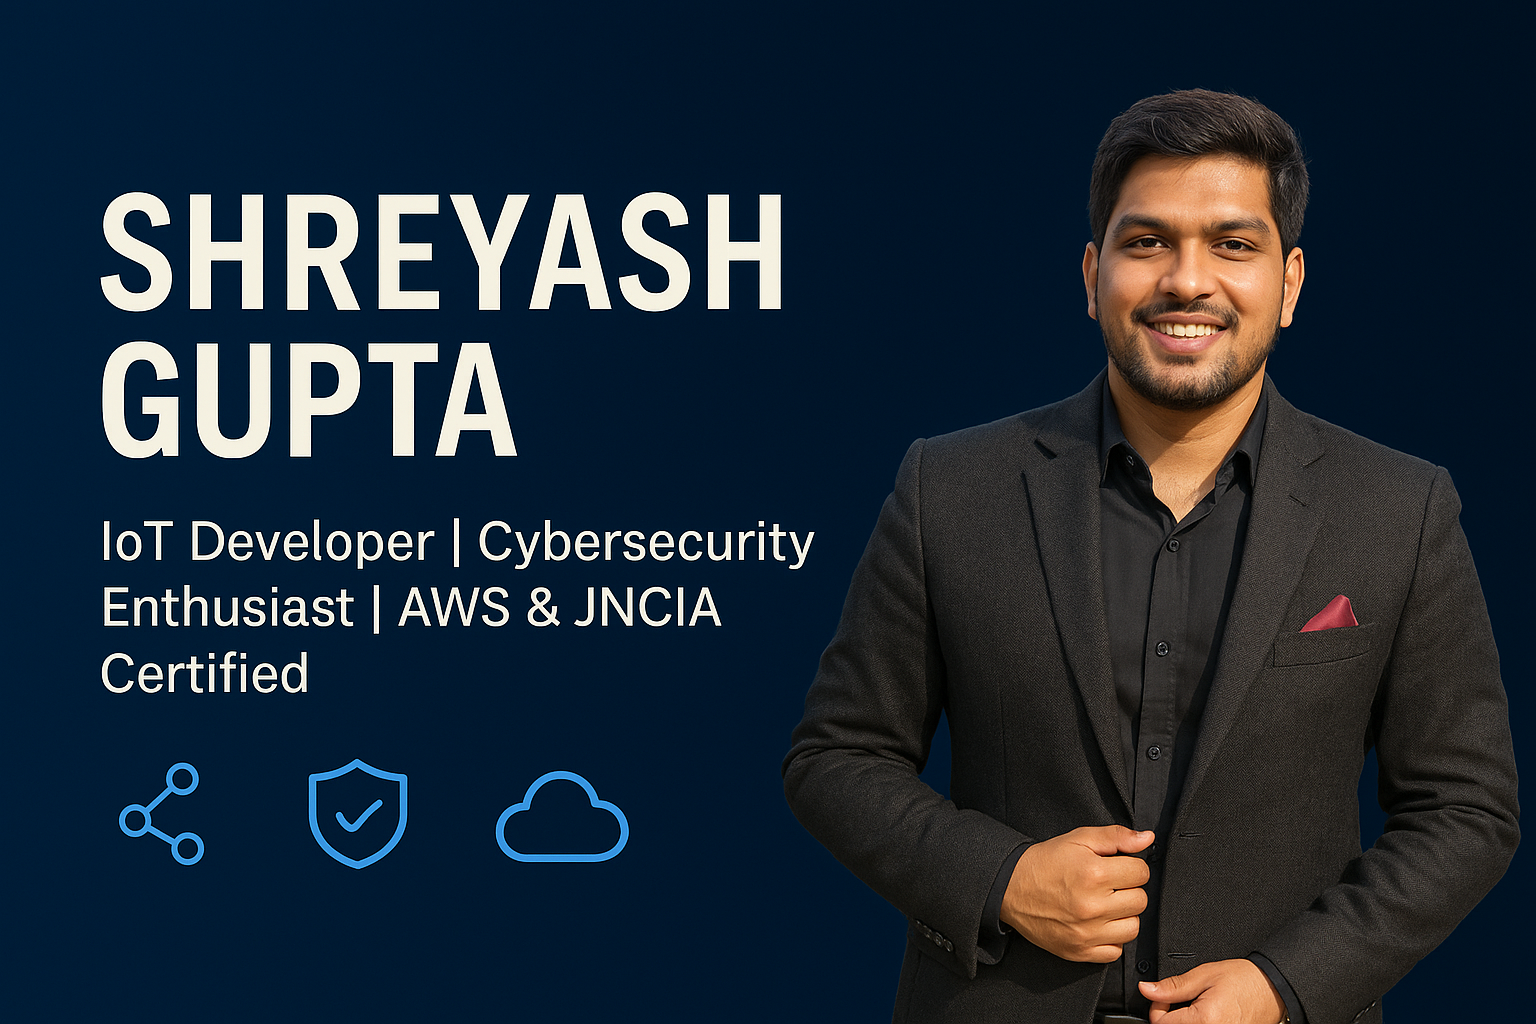 SHREYASH
GUPTA
IoT Developer | Cybersecurity
Enthusiast | AWS & JNCIA
Certified